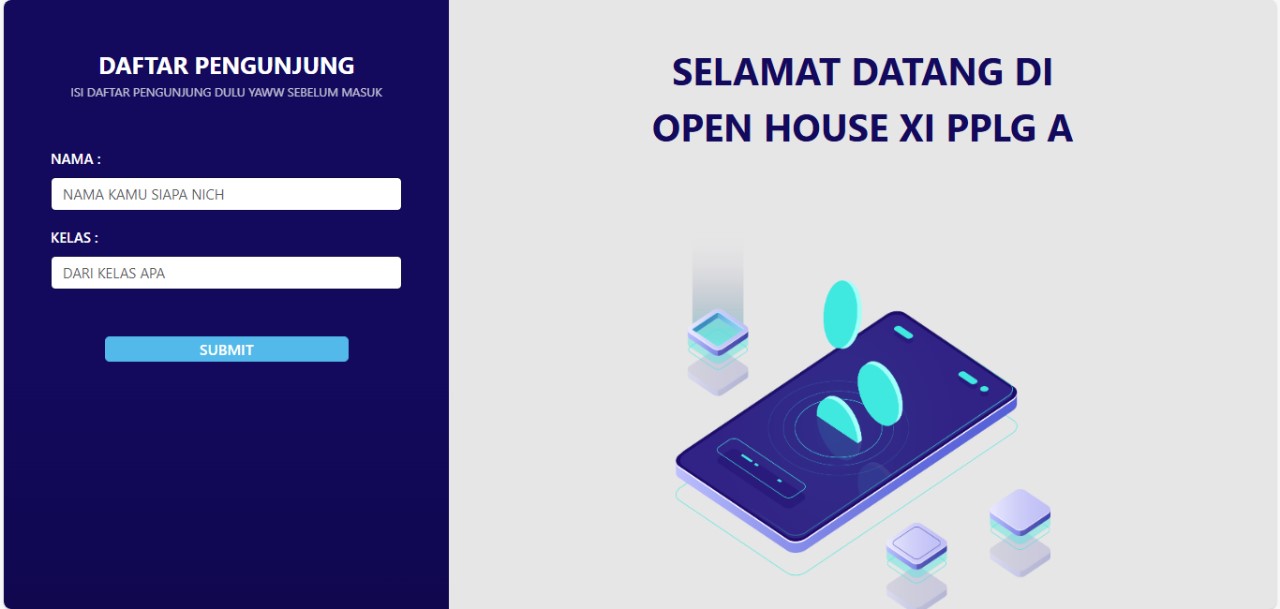 DAFTAR PENGUNJUNG
ISI DAFTAR PENGUNJUNG DULU YAWW SEBELUM MASUK
NAMA :
NAMA KAMU SIAPA NICH
KELAS :
DARI KELAS APA
SUBMIT
SELAMAT DATANG DI
OPEN HOUSE XI PPLG A